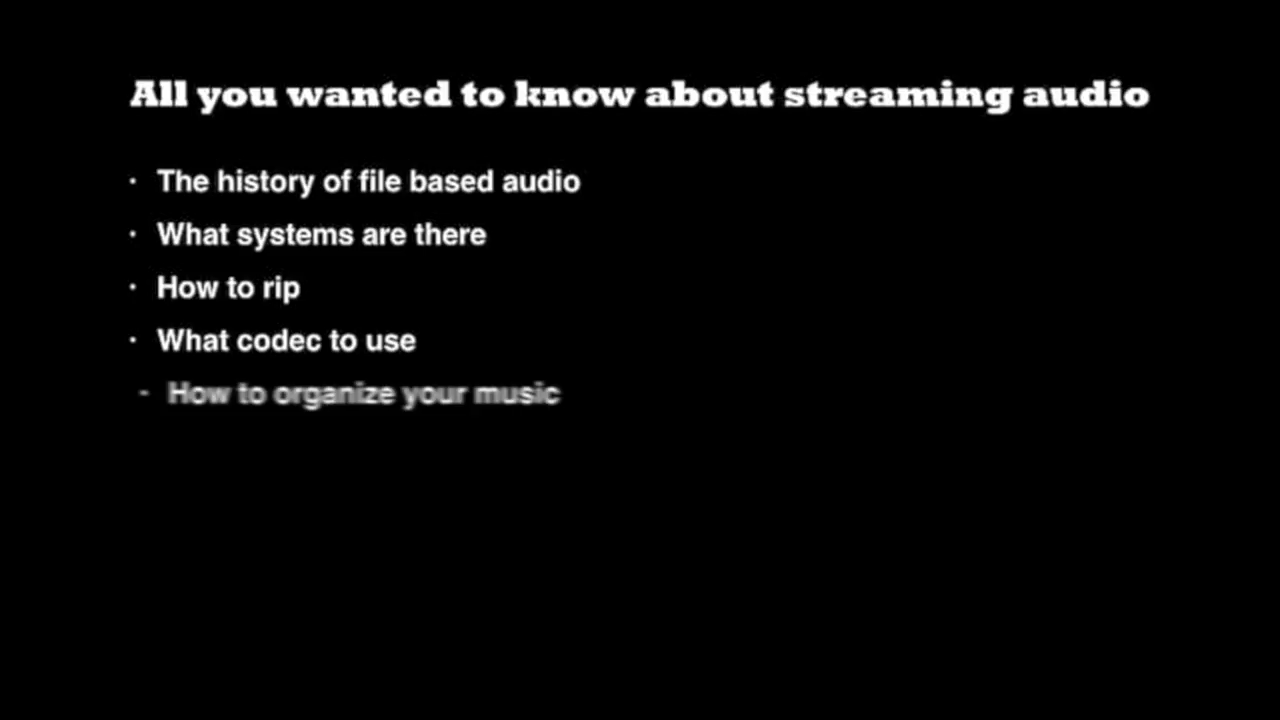 All you wanted to know about streaming audio
· The history of file based audio
· What systems are there
· How to rip
· What codec to use
- How to organize your music